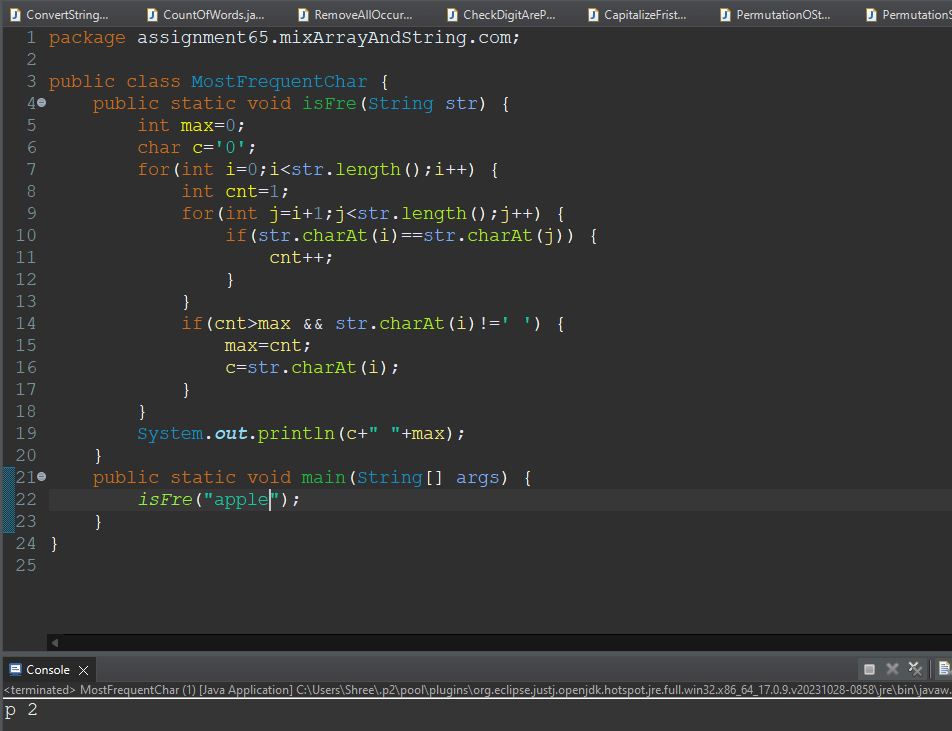 ConvertString... CountOfWords.ja... RemoveAllOccur... CheckDigitAreP... CapitalizeFrist... PermutationOSt... PermutationS
1 package assignment65.mixArrayAndString.com;
2
3 public class MostFrequentChar {
4 public static void isFre(String str) {
5 int max=0;
6 char c='0';
7 for(int i=0;i<str.length();i++) {
8 int cnt=1;
9 for(int j=i+1;j<str.length();j++) {
10 if(str.charAt(i)==str.charAt(j)) {
11 cnt++;
12 }
13 }
14 if(cnt>max && str.charAt(i)!=' ') {
15 max=cnt;
16 c=str.charAt(i);
17 }
18 }
19 System.out.println(c+" "+max);
20 }
21 public static void main(String[] args) {
22 isFre("apple");
23 }
24 }
25
Console
<terminated> MostFrequentChar (1) [Java Application] C:\Users\Shree\.p2\pool\plugins\org.eclipse.justj.openjdk.hotspot.jre.full.win32.x86_64_17.0.9.v20231028-0858\jre\bin\javaw.
p 2